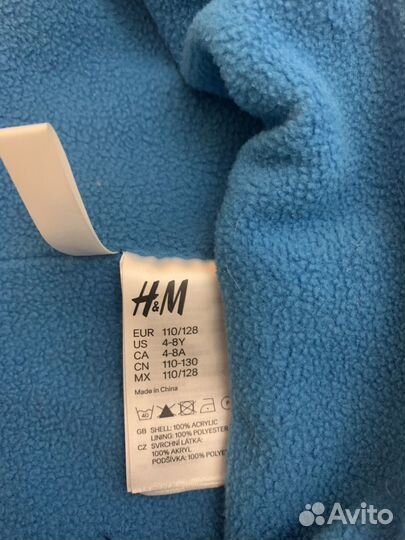 H&M
EUR 110/128
US 4-8Y
CA 4-8A
CN 110-130
MX 110/128
Made in China
40
GB SHELL: 100% ACRYLIC
LINING: 100% POLYESTER
CZ SVRCHNÍ LÁTKA:
100% AKRYL
PODŠÍVKA: 100% POLYE
Avito